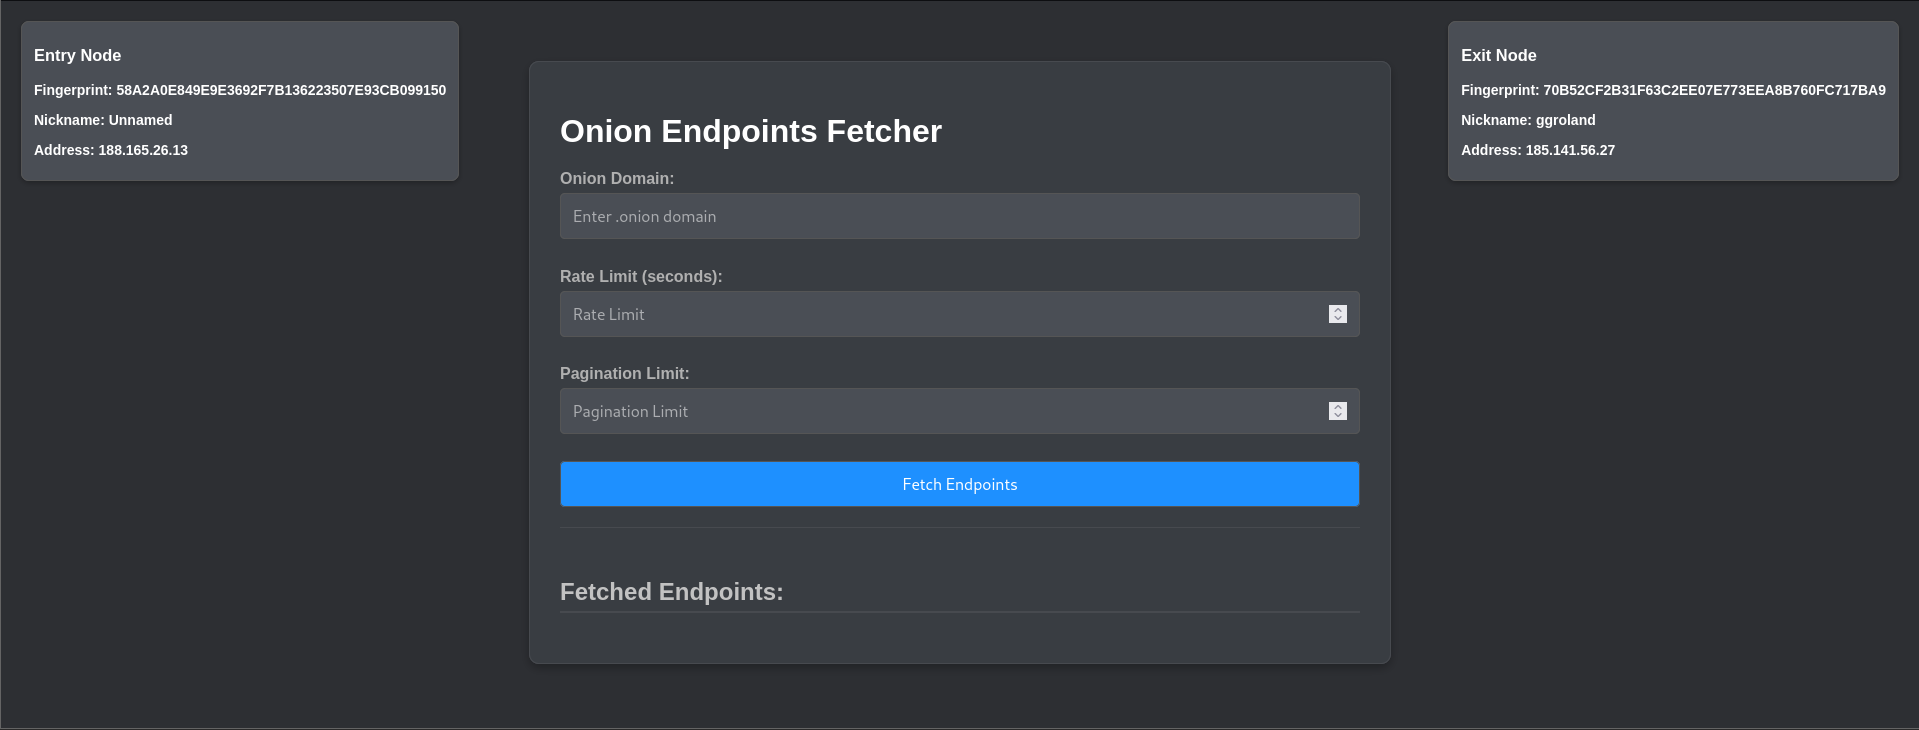 Entry Node
Fingerprint: 58A2A0E849E9E3692F7B136223507E93CB099150
Nickname: Unnamed
Address: 188.165.26.13
Onion Endpoints Fetcher
Onion Domain:
Enter .onion domain
Rate Limit (seconds):
Rate Limit
Pagination Limit:
Pagination Limit
Fetch Endpoints
Fetched Endpoints:
Exit Node
Fingerprint: 70B52CF2B31F63C2EE07E773EEA8B760FC717BA9
Nickname: ggroland
Address: 185.141.56.27